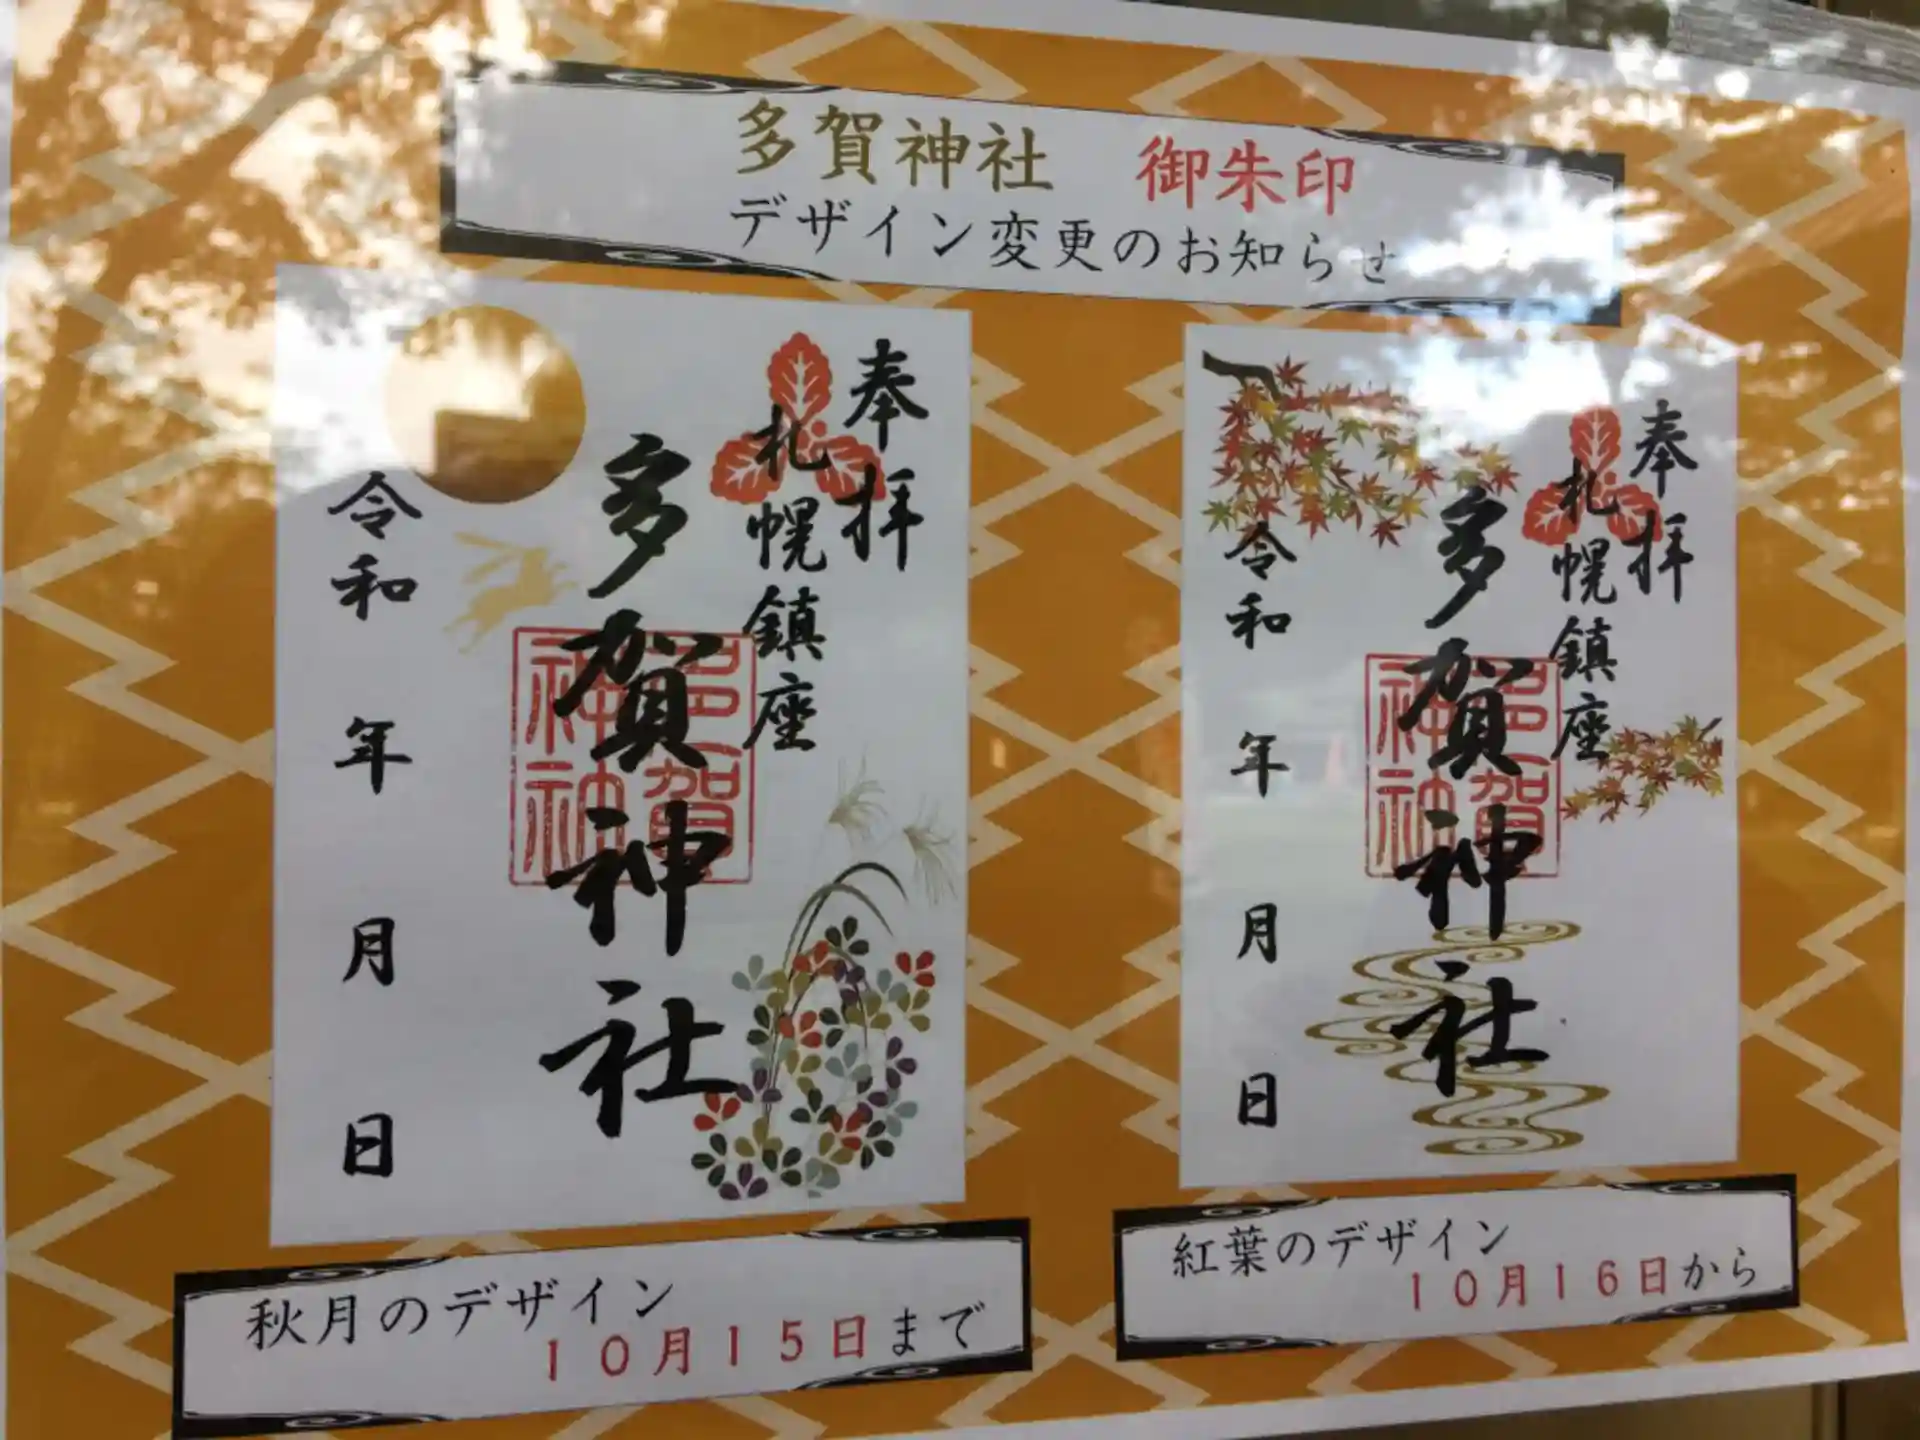 多賀神社 御朱印
デザイン変更のお知らせ
奉拝
札幌鎮座
多賀神社
令和 年 月 日
奉拝
札幌鎮座
多賀神社
令和 年 月 日
秋月のデザイン
10月15日まで
紅葉のデザイン
10月16日から